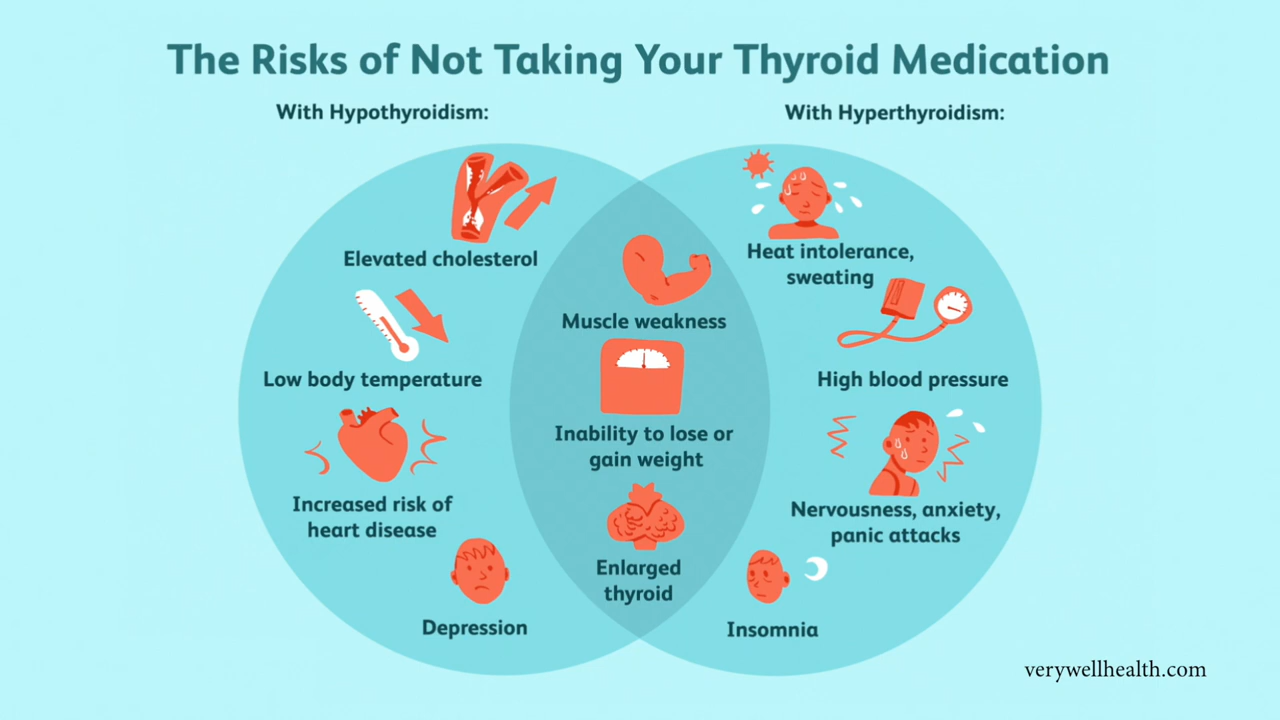 The Risks of Not Taking Your Thyroid Medication
With Hypothyroidism:
Elevated cholesterol
Low body temperature
Increased risk of
heart disease
Depression
Muscle weakness
Inability to lose or
gain weight
Enlarged
thyroid
With Hyperthyroidism:
Heat intolerance,
sweating
High blood pressure
Nervousness, anxiety,
panic attacks
Insomnia
verywellhealth.com